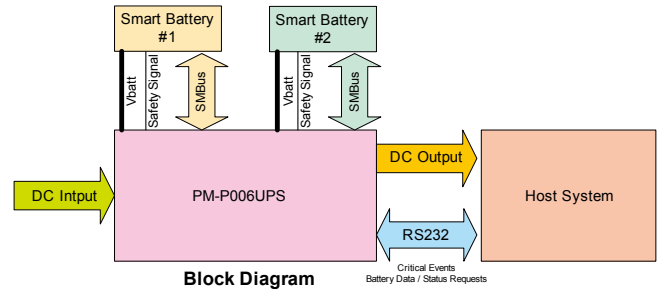 Smart Battery
#1
Smart Battery
#2
Vbatt
Safety Signal
SMBus
Vbatt
Safety Signal
SMBus
DC Output
DC Intput
PM-P006UPS
Host System
RS232
Critical Events
Battery Data / Status Requests
Block Diagram